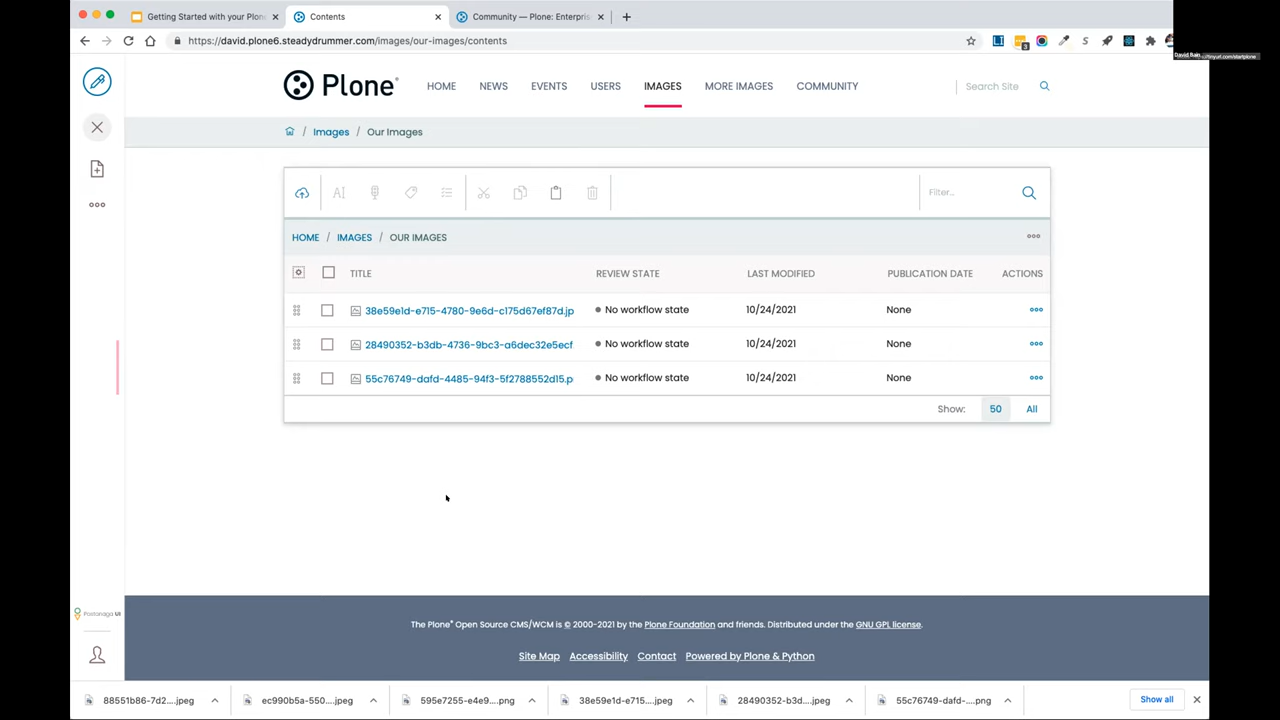 Getting Started with your Plon
Contents
Community — Plone: Enterpris
https://david.plone6.steadydrummer.com/images/our-images/contents
3
David Bain
Plone®
HOME
NEWS
EVENTS
USERS
IMAGES
MORE IMAGES
COMMUNITY
Search Site
/ Images / Our Images
Filter...
HOME / IMAGES / OUR IMAGES
TITLE
REVIEW STATE
LAST MODIFIED
PUBLICATION DATE
ACTIONS
38e59e1d-e715-4780-9e6d-c175d67ef87d.jp No workflow state 10/24/2021 None
28490352-b3db-4736-9bc3-a6dec32e5ecf No workflow state 10/24/2021 None
55c76749-dafd-4485-94f3-5f2788552d15.p No workflow state 10/24/2021 None
Show: 50 All
Pastanaga UI
The Plone® Open Source CMS/WCM is © 2000-2021 by the Plone Foundation and friends. Distributed under the GNU GPL license.
Site Map Accessibility Contact Powered by Plone & Python
88551b86-7d2....jpeg
ec990b5a-550....jpeg
595e7255-e4e9....png
38e59e1d-e715....jpeg
28490352-b3d....jpeg
55c76749-dafd-....png
Show all